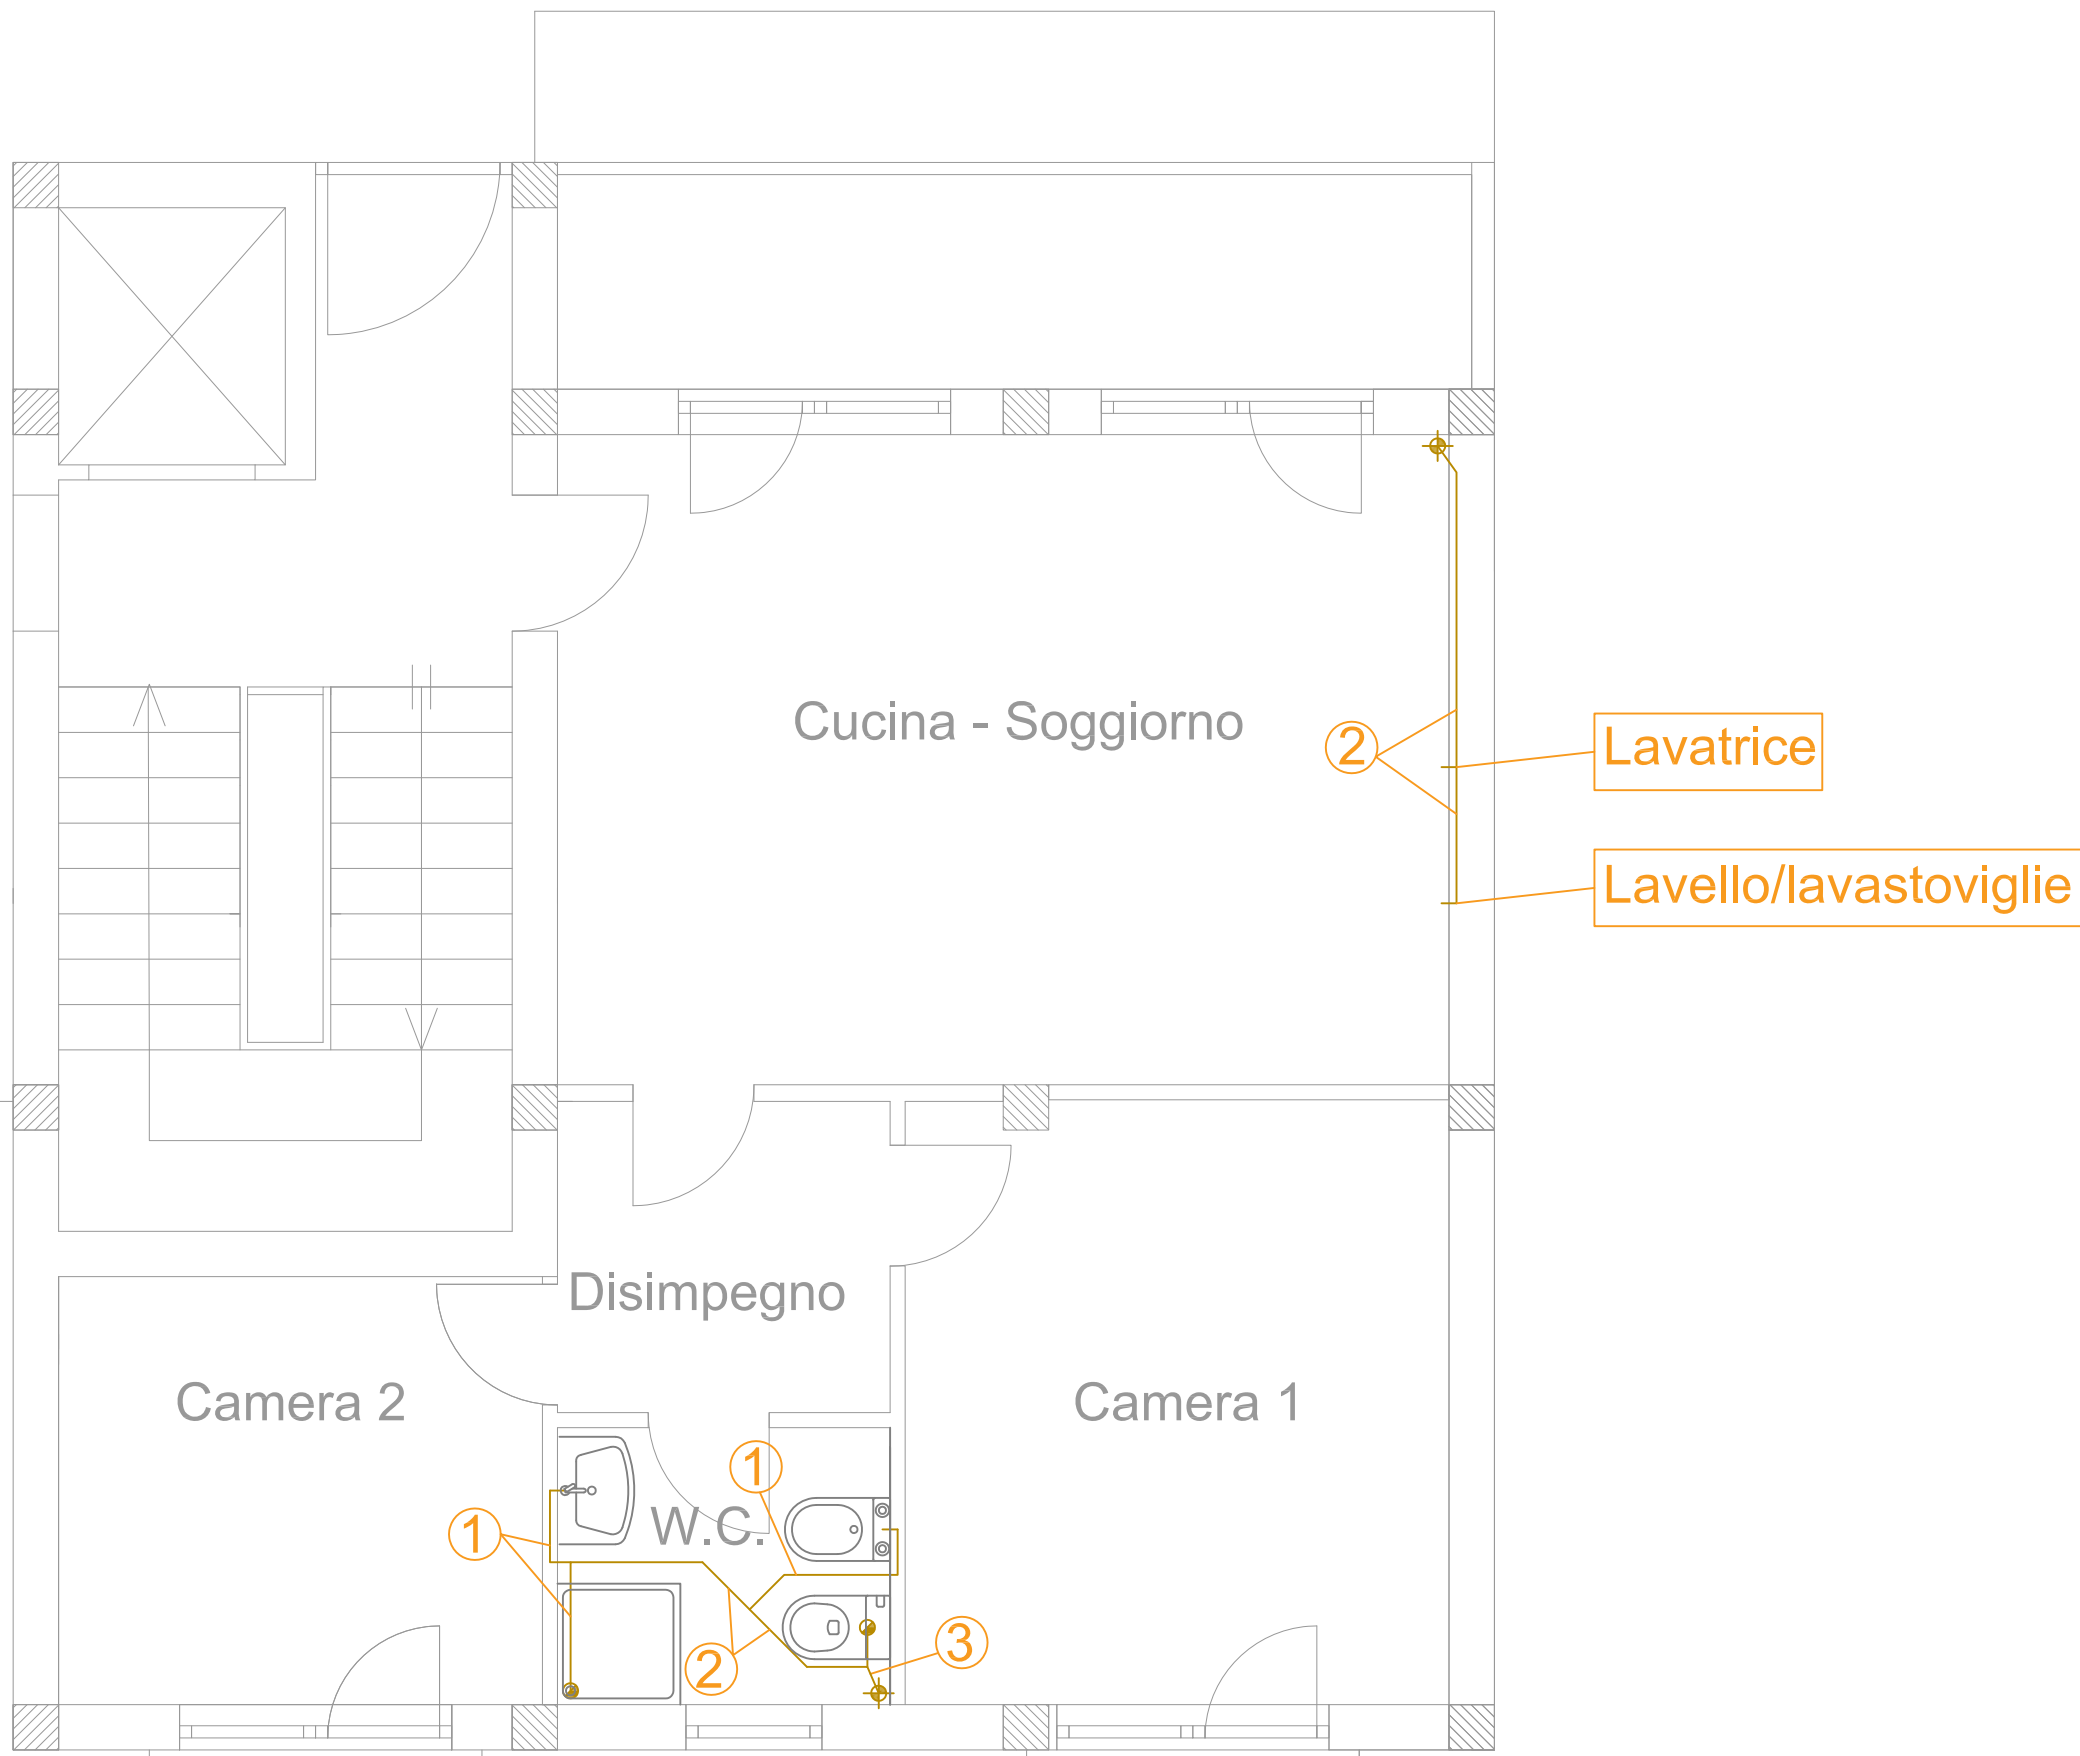 Cucina - Soggiorno
2
Lavatrice
Lavello/lavastoviglie
Disimpegno
Camera 2
Camera 1
1
W.C.
1
2
3